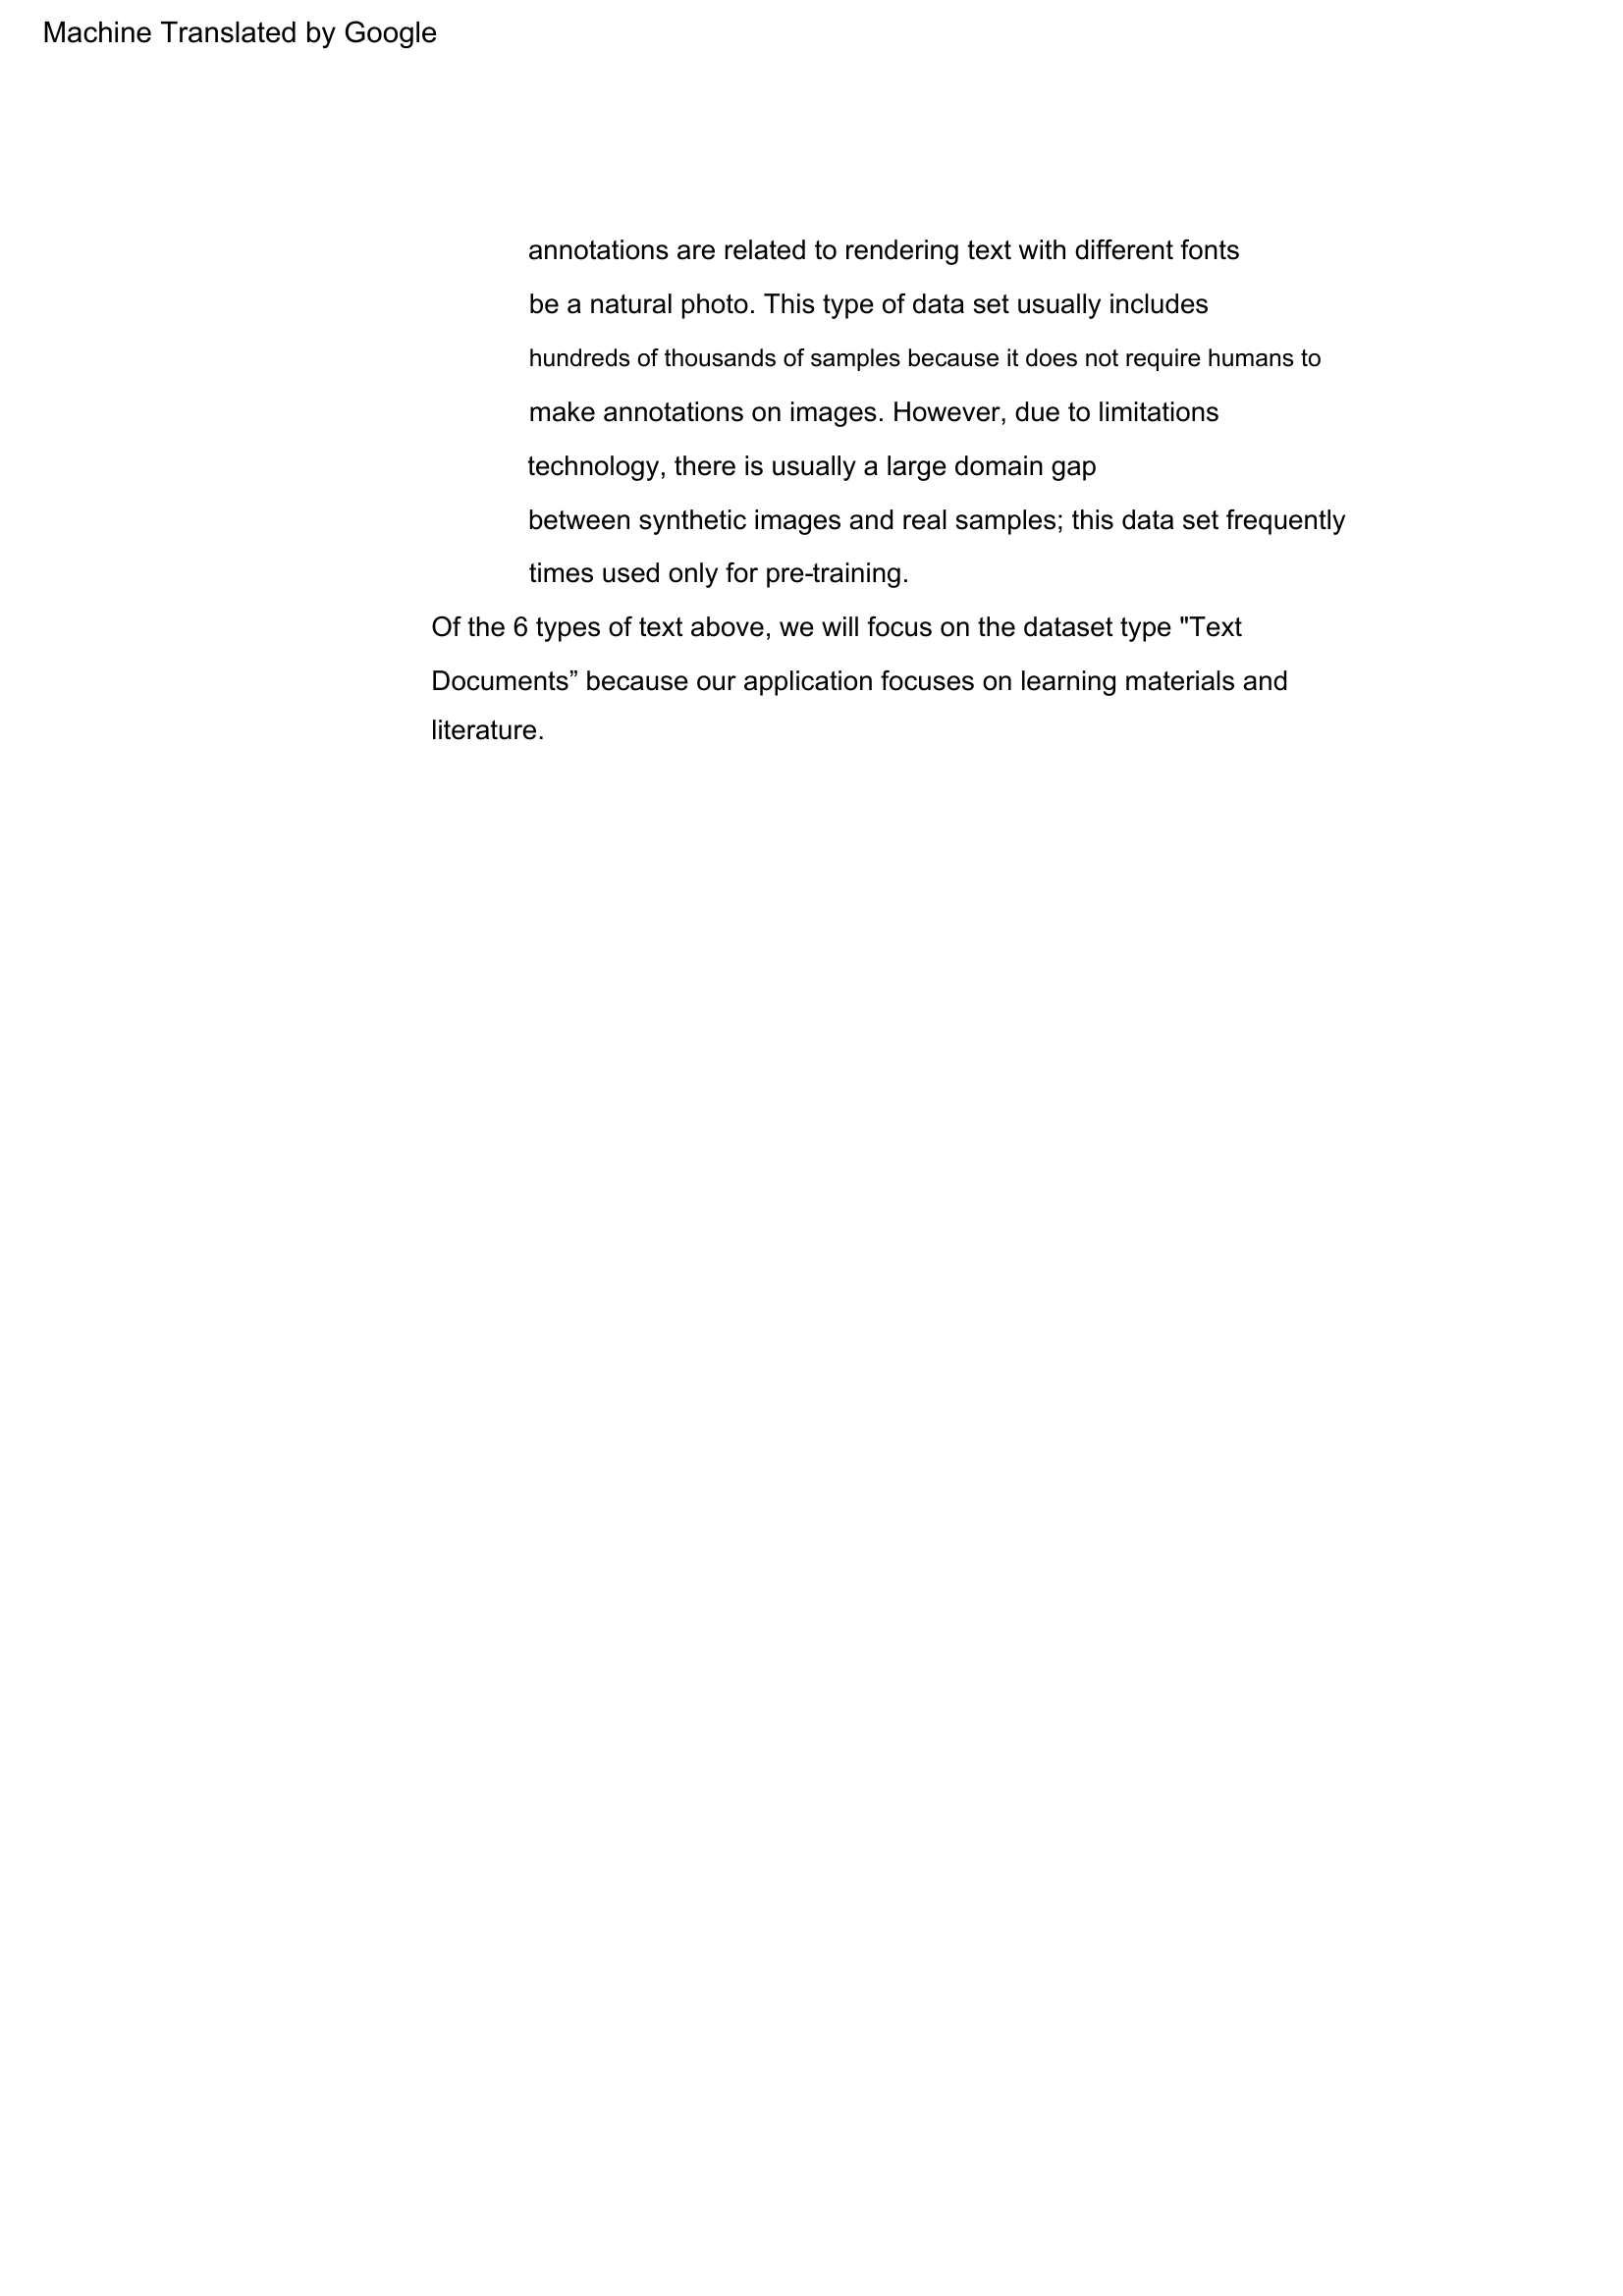 Machine Translated by Google
annotations are related to rendering text with different fonts
be a natural photo. This type of data set usually includes
hundreds of thousands of samples because it does not require humans to
make annotations on images. However, due to limitations
technology, there is usually a large domain gap
between synthetic images and real samples; this data set frequently
times used only for pre-training.
Of the 6 types of text above, we will focus on the dataset type "Text
Documents” because our application focuses on learning materials and
literature.